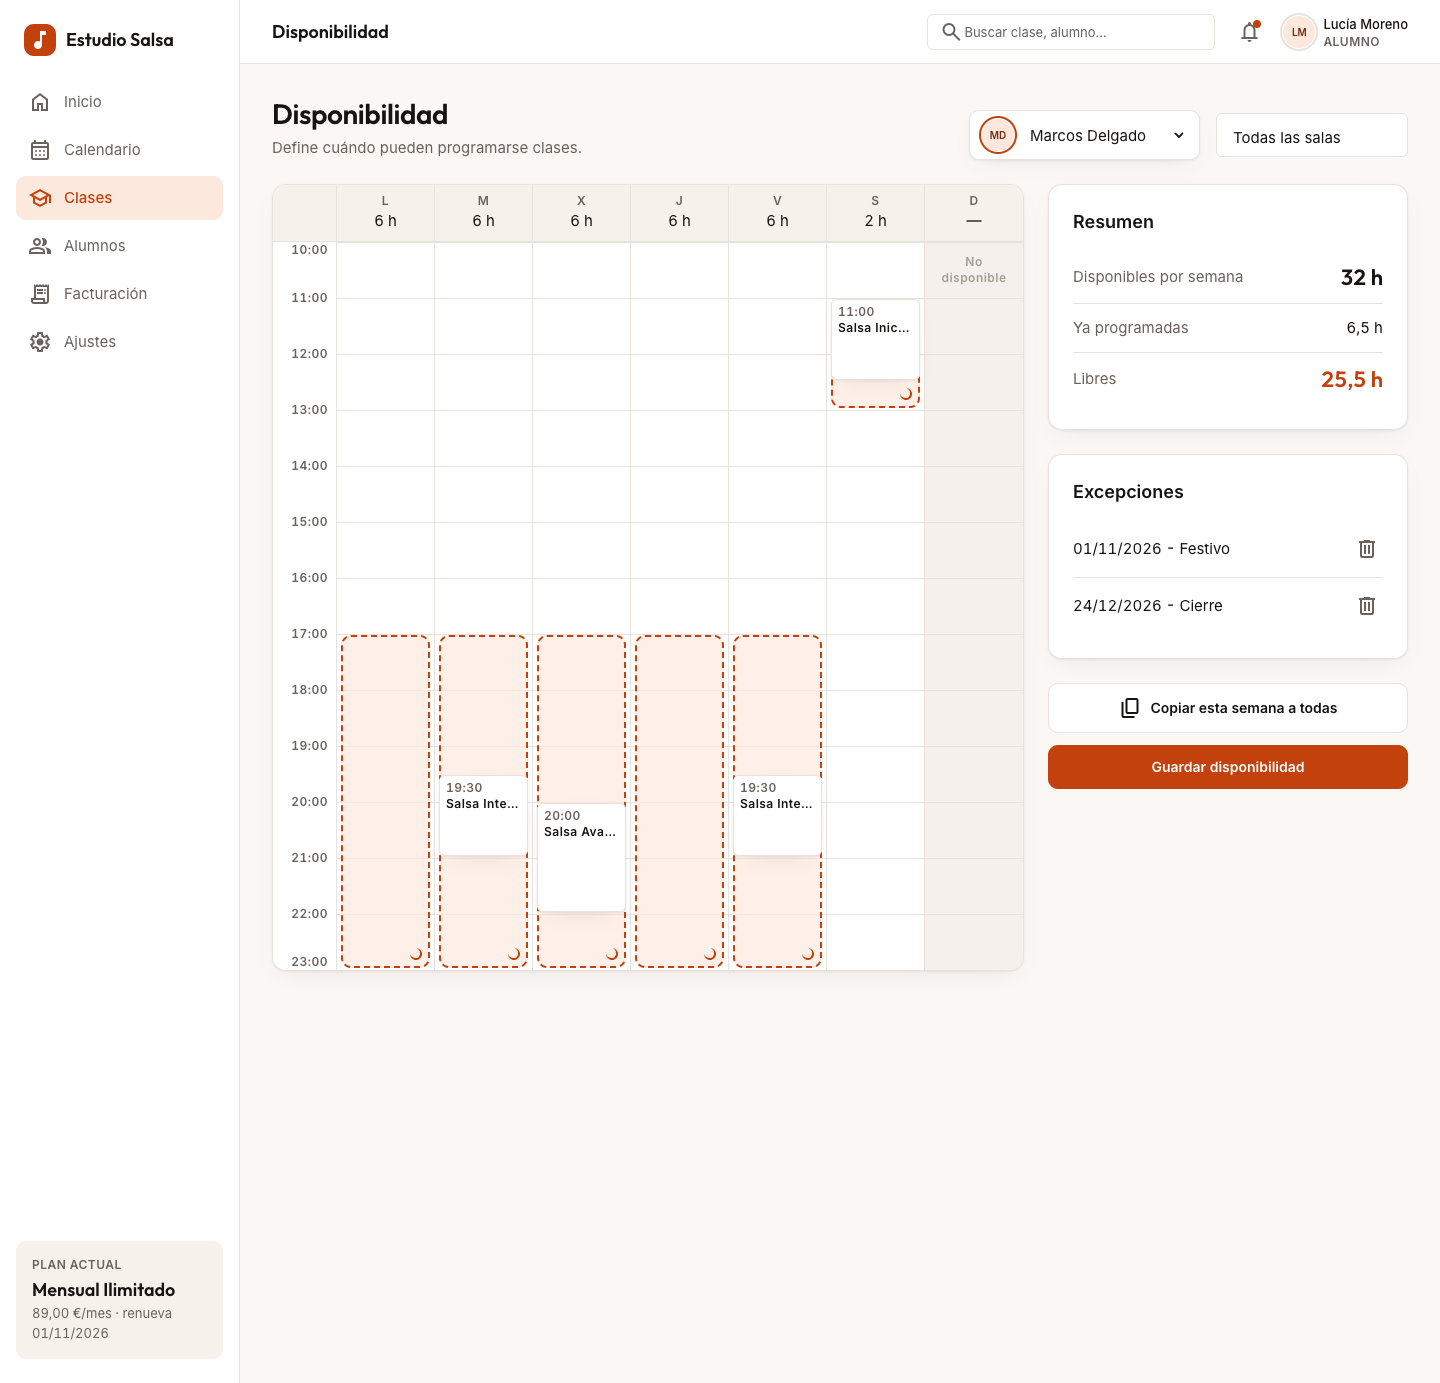 Estudio Salsa
Inicio
Calendario
Clases
Alumnos
Facturación
Ajustes
PLAN ACTUAL
Mensual Ilimitado
89,00 €/mes · renueva
01/11/2026
Disponibilidad
Buscar clase, alumno...
LM
Lucía Moreno
ALUMNO
Disponibilidad
Define cuándo pueden programarse clases.
MD
Marcos Delgado
Todas las salas
L
6 h
M
6 h
X
6 h
J
6 h
V
6 h
S
2 h
D
—
10:00
11:00
12:00
13:00
14:00
15:00
16:00
17:00
18:00
19:00
20:00
21:00
22:00
23:00
19:30
Salsa Inte...
20:00
Salsa Ava...
19:30
Salsa Inte...
11:00
Salsa Inic...
No
disponible
Resumen
Disponibles por semana
32 h
Ya programadas
6,5 h
Libres
25,5 h
Excepciones
01/11/2026 - Festivo
24/12/2026 - Cierre
Copiar esta semana a todas
Guardar disponibilidad